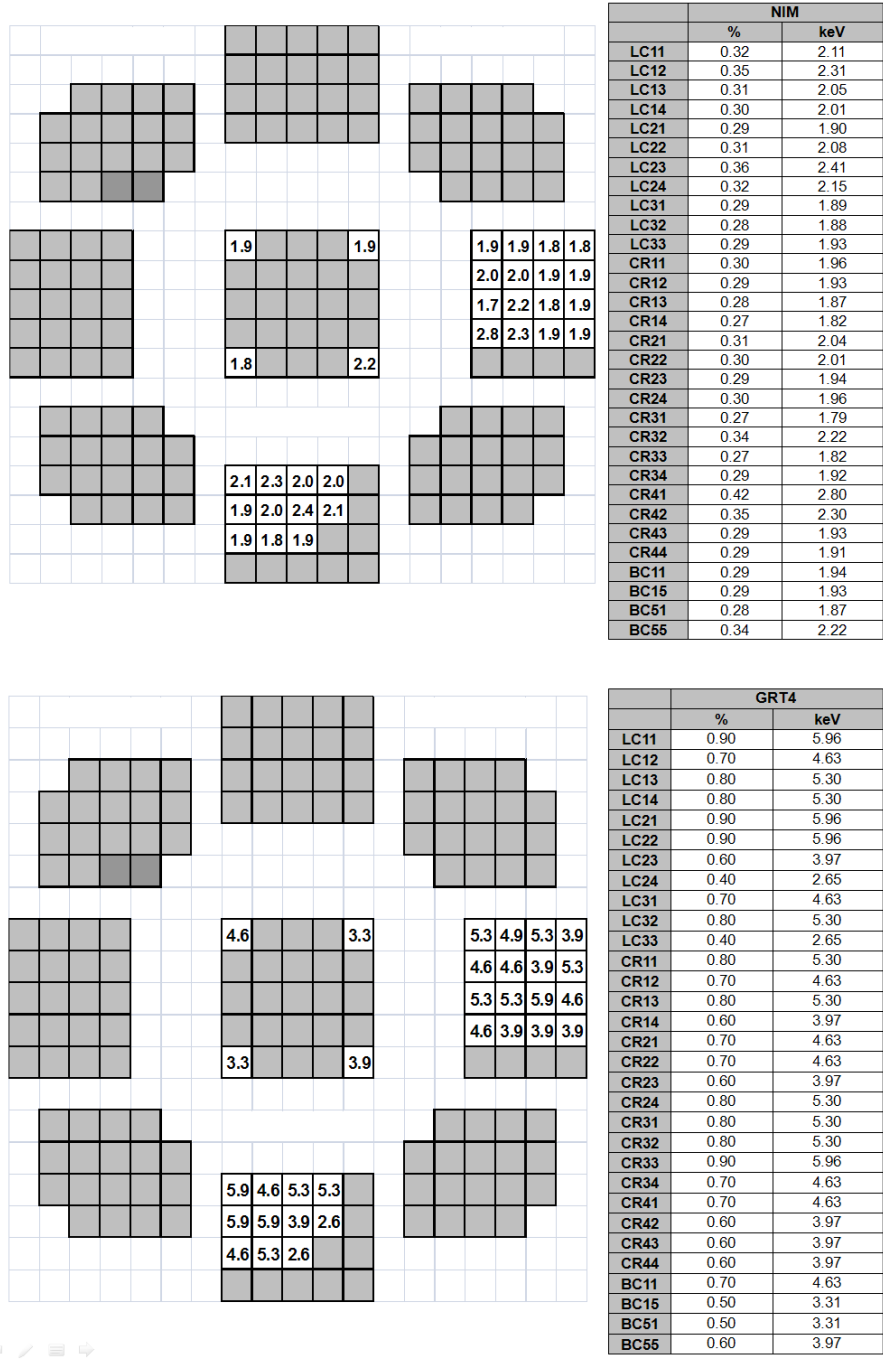 NIM
% keV
LC11 0.32 2.11
LC12 0.35 2.31
LC13 0.31 2.05
LC14 0.30 2.01
LC21 0.29 1.90
LC22 0.31 2.08
LC23 0.36 2.41
LC24 0.32 2.15
LC31 0.29 1.89
LC32 0.28 1.88
LC33 0.29 1.93
CR11 0.30 1.96
CR12 0.29 1.93
CR13 0.28 1.87
CR14 0.27 1.82
CR21 0.31 2.04
CR22 0.30 2.01
CR23 0.29 1.94
CR24 0.30 1.96
CR31 0.27 1.79
CR32 0.34 2.22
CR33 0.27 1.82
CR34 0.29 1.92
CR41 0.42 2.80
CR42 0.35 2.30
CR43 0.29 1.93
CR44 0.29 1.91
BC11 0.29 1.94
BC15 0.29 1.93
BC51 0.28 1.87
BC55 0.34 2.22
1.9 1.9 1.9 1.9 1.8 1.8
2.0 2.0 1.9 1.9
1.7 2.2 1.8 1.9
2.8 2.3 1.9 1.9
1.8 2.2
2.1 2.3 2.0 2.0
1.9 2.0 2.4 2.1
1.9 1.8 1.9
GRT4
% keV
LC11 0.90 5.96
LC12 0.70 4.63
LC13 0.80 5.30
LC14 0.80 5.30
LC21 0.90 5.96
LC22 0.90 5.96
LC23 0.60 3.97
LC24 0.40 2.65
LC31 0.70 4.63
LC32 0.80 5.30
LC33 0.40 2.65
CR11 0.80 5.30
CR12 0.70 4.63
CR13 0.80 5.30
CR14 0.60 3.97
CR21 0.70 4.63
CR22 0.70 4.63
CR23 0.60 3.97
CR24 0.80 5.30
CR31 0.80 5.30
CR32 0.80 5.30
CR33 0.90 5.96
CR34 0.70 4.63
CR41 0.70 4.63
CR42 0.60 3.97
CR43 0.60 3.97
CR44 0.60 3.97
BC11 0.70 4.63
BC15 0.50 3.31
BC51 0.50 3.31
BC55 0.60 3.97
4.6 3.3 5.3 4.9 5.3 3.9
4.6 4.6 3.9 5.3
5.3 5.3 5.9 4.6
4.6 3.9 3.9 3.9
3.3 3.9
5.9 4.6 5.3 5.3
5.9 5.9 3.9 2.6
4.6 5.3 2.6